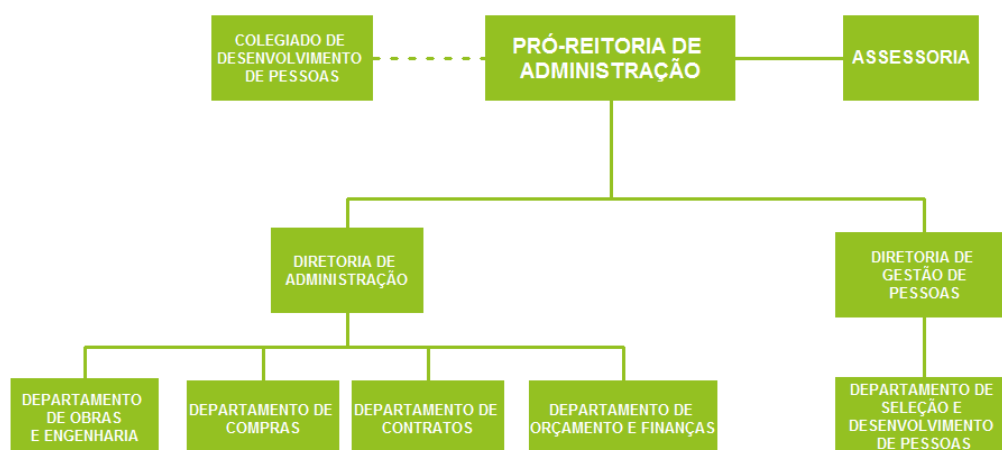 COLEGIADO DE
DESENVOLVIMENTO
DE PESSOAS
PRÓ-REITORIA DE
ADMINISTRAÇÃO
ASSESSORIA
DIRETORIA DE
ADMINISTRAÇÃO
DIRETORIA DE
GESTÃO DE
PESSOAS
DEPARTAMENTO
DE OBRAS
E ENGENHARIA
DEPARTAMENTO DE
COMPRAS
DEPARTAMENTO DE
CONTRATOS
DEPARTAMENTO DE
ORÇAMENTO E FINANÇAS
DEPARTAMENTO DE
SELEÇÃO E
DESENVOLVIMENTO
DE PESSOAS